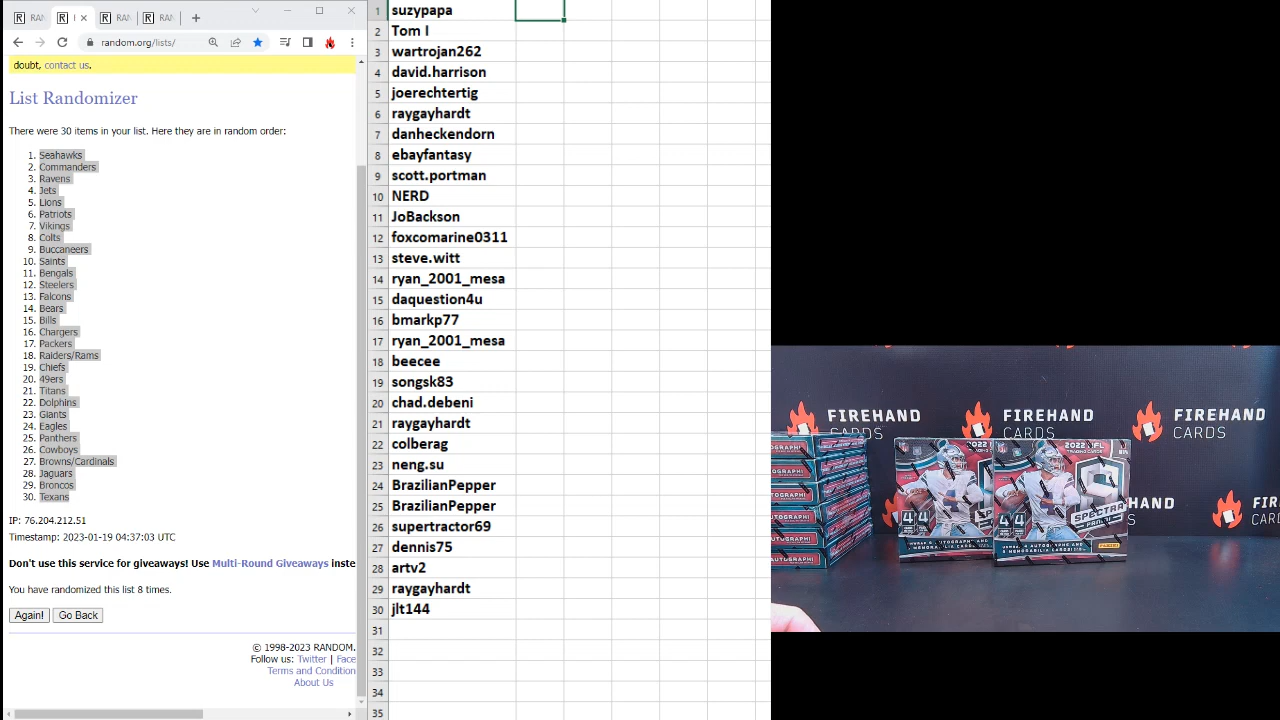 RAN
RAN
RAN
random.org/lists/
doubt, contact us.
List Randomizer
There were 30 items in your list. Here they are in random order:
1. Seahawks
2. Commanders
3. Ravens
4. Jets
5. Lions
6. Patriots
7. Vikings
8. Colts
9. Buccaneers
10. Saints
11. Bengals
12. Steelers
13. Falcons
14. Bears
15. Bills
16. Chargers
17. Packers
18. Raiders/Rams
19. Chiefs
20. 49ers
21. Titans
22. Dolphins
23. Giants
24. Eagles
25. Panthers
26. Cowboys
27. Browns/Cardinals
28. Jaguars
29. Broncos
30. Texans
IP: 76.204.212.51
Timestamp: 2023-01-19 04:37:03 UTC
Don't use this service for giveaways! Use Multi-Round Giveaways inste
You have randomized this list 8 times.
Again! Go Back
© 1998-2023 RANDOM.
Follow us: Twitter | Face
Terms and Condition
About Us
1 suzypapa
2 Tom I
3 wartrojan262
4 david.harrison
5 joerechtertig
6 raygayhardt
7 danheckendorn
8 ebayfantasy
9 scott.portman
10 NERD
11 JoBackson
12 foxcomarine0311
13 steve.witt
14 ryan_2001_mesa
15 daquestion4u
16 bmarkp77
17 ryan_2001_mesa
18 beecee
19 songsk83
20 chad.debeni
21 raygayhardt
22 colberag
23 neng.su
24 BrazilianPepper
25 BrazilianPepper
26 supertractor69
27 dennis75
28 artv2
29 raygayhardt
30 jlt144
31
32
33
34
35
FIREHAND
CARDS
FIREHAND
CARDS
FIREHAND
CARDS
2022 NFL
TRADING CARDS
SPECTRA
PANINI